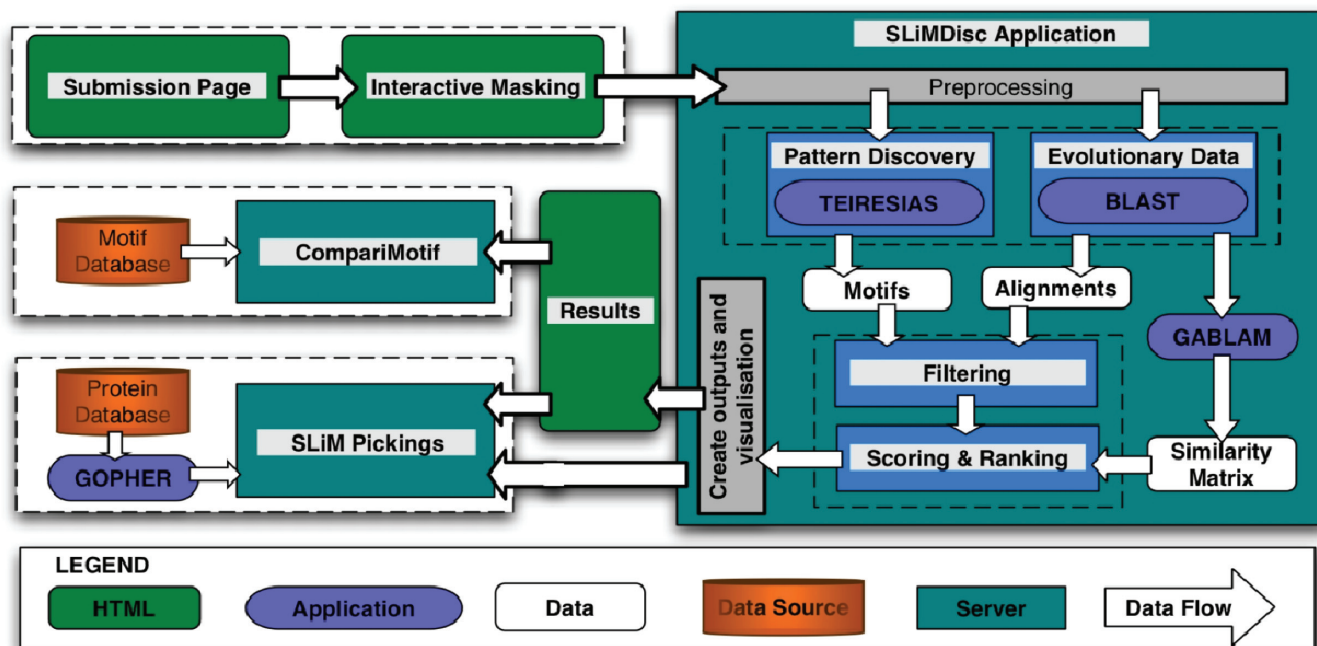 SLiMDisc Application
Submission Page
Interactive Masking
Preprocessing
Pattern Discovery
TEIRESIAS
Evolutionary Data
BLAST
Motif
Database
CompariMotif
Results
Motifs
Alignments
GABLAM
Create outputs and
visualisation
Filtering
Protein
Database
GOPHER
SLiM Pickings
Scoring & Ranking
Similarity
Matrix
LEGEND
HTML
Application
Data
Data Source
Server
Data Flow